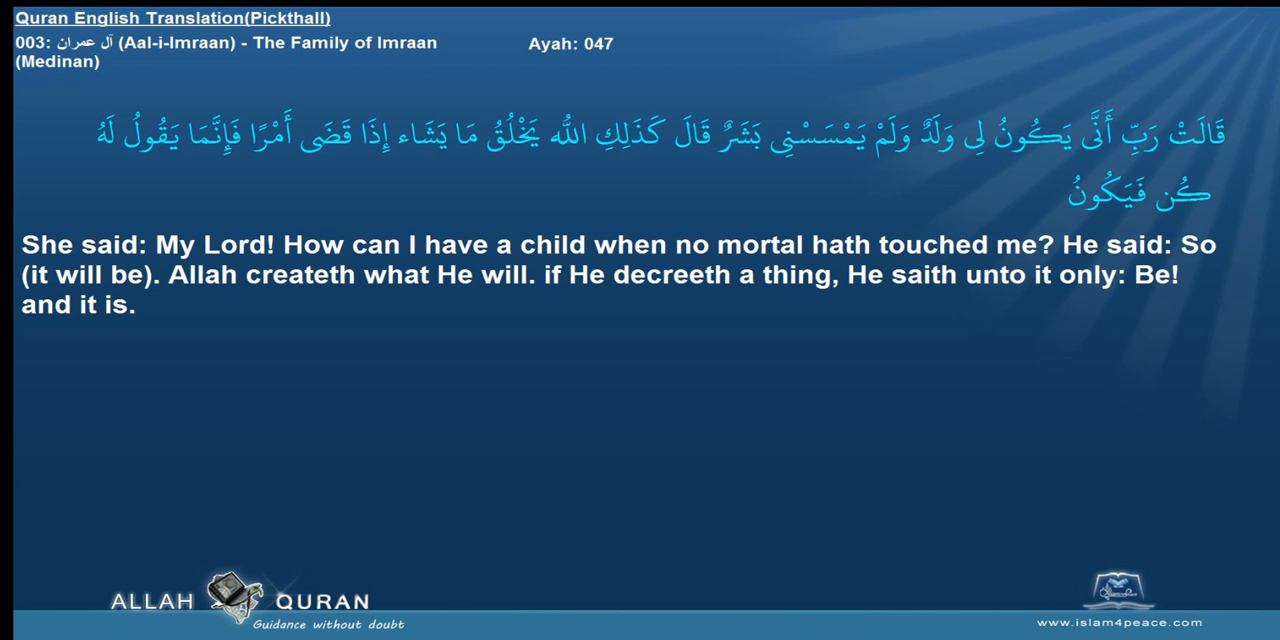 Quran English Translation(Pickthall)
003: آل عمران (Aal-i-Imraan) - The Family of Imraan
(Medinan)
Ayah: 047
قَالَتْ رَبِّ أَنَّى يَكُونُ لِي وَلَدٌ وَلَمْ يَمْسَسْنِي بَشَرٌ قَالَ كَذَلِكِ اللّٰه يَخْلُقُ مَا يَشَاء إِذَا قَضَى أَمْرًا فَإِنَّمَا يَقُولُ لَهُ
كُن فَيَكُونُ
She said: My Lord! How can I have a child when no mortal hath touched me? He said: So
(it will be). Allah createth what He will. if He decreeth a thing, He saith unto it only: Be!
and it is.
ALLAH QURAN
Guidance without doubt
www.islam4peace.com